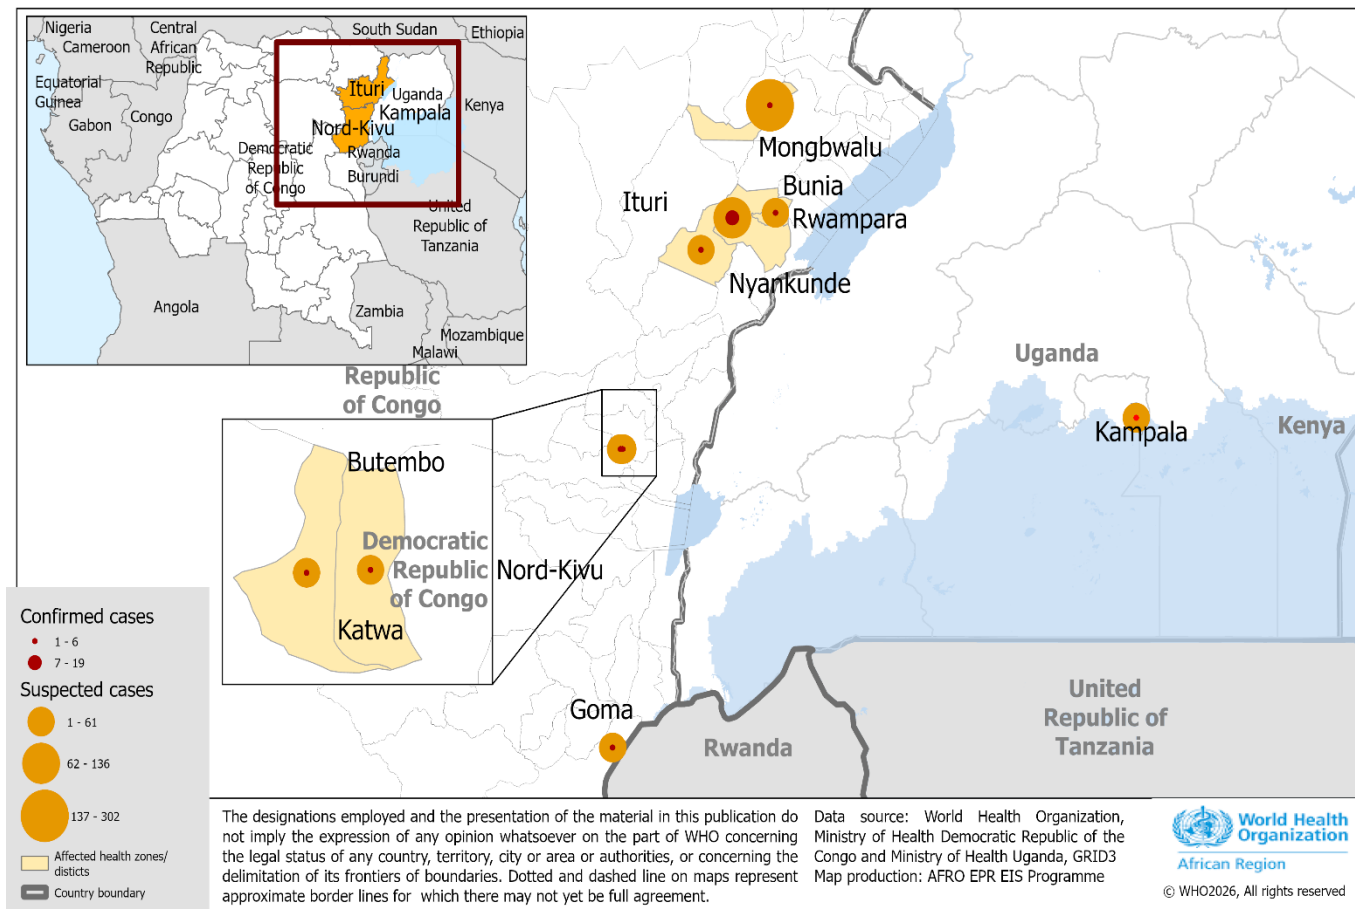 Nigeria
Cameroon
Central
African
Republic
South Sudan
Ethiopia
Equatorial
Guinea
Gabon
Congo
Ituri
Uganda
Kampala
Kenya
Nord-Kivu
Democratic
Republic
of Congo
Rwanda
Burundi
United
Republic of
Tanzania
Angola
Zambia
Mozambique
Malawi
Mongbwalu
Bunia
Ituri
Rwampara
Nyankunde
Uganda
Kampala
Kenya
Republic
of Congo
Butembo
Democratic
Republic
of Congo
Nord-Kivu
Katwa
Goma
Rwanda
United
Republic of
Tanzania
Confirmed cases
1 - 6
7 - 19
Suspected cases
1 - 61
62 - 136
137 - 302
Affected health zones/
disticts
Country boundary
The designations employed and the presentation of the material in this publication do
not imply the expression of any opinion whatsoever on the part of WHO concerning
the legal status of any country, territory, city or area or authorities, or concerning the
delimitation of its frontiers of boundaries. Dotted and dashed line on maps represent
approximate border lines for which there may not yet be full agreement.
Data source: World Health Organization,
Ministry of Health Democratic Republic of the
Congo and Ministry of Health Uganda, GRID3
Map production: AFRO EPR EIS Programme
World Health
Organization
African Region
© WHO2026, All rights reserved